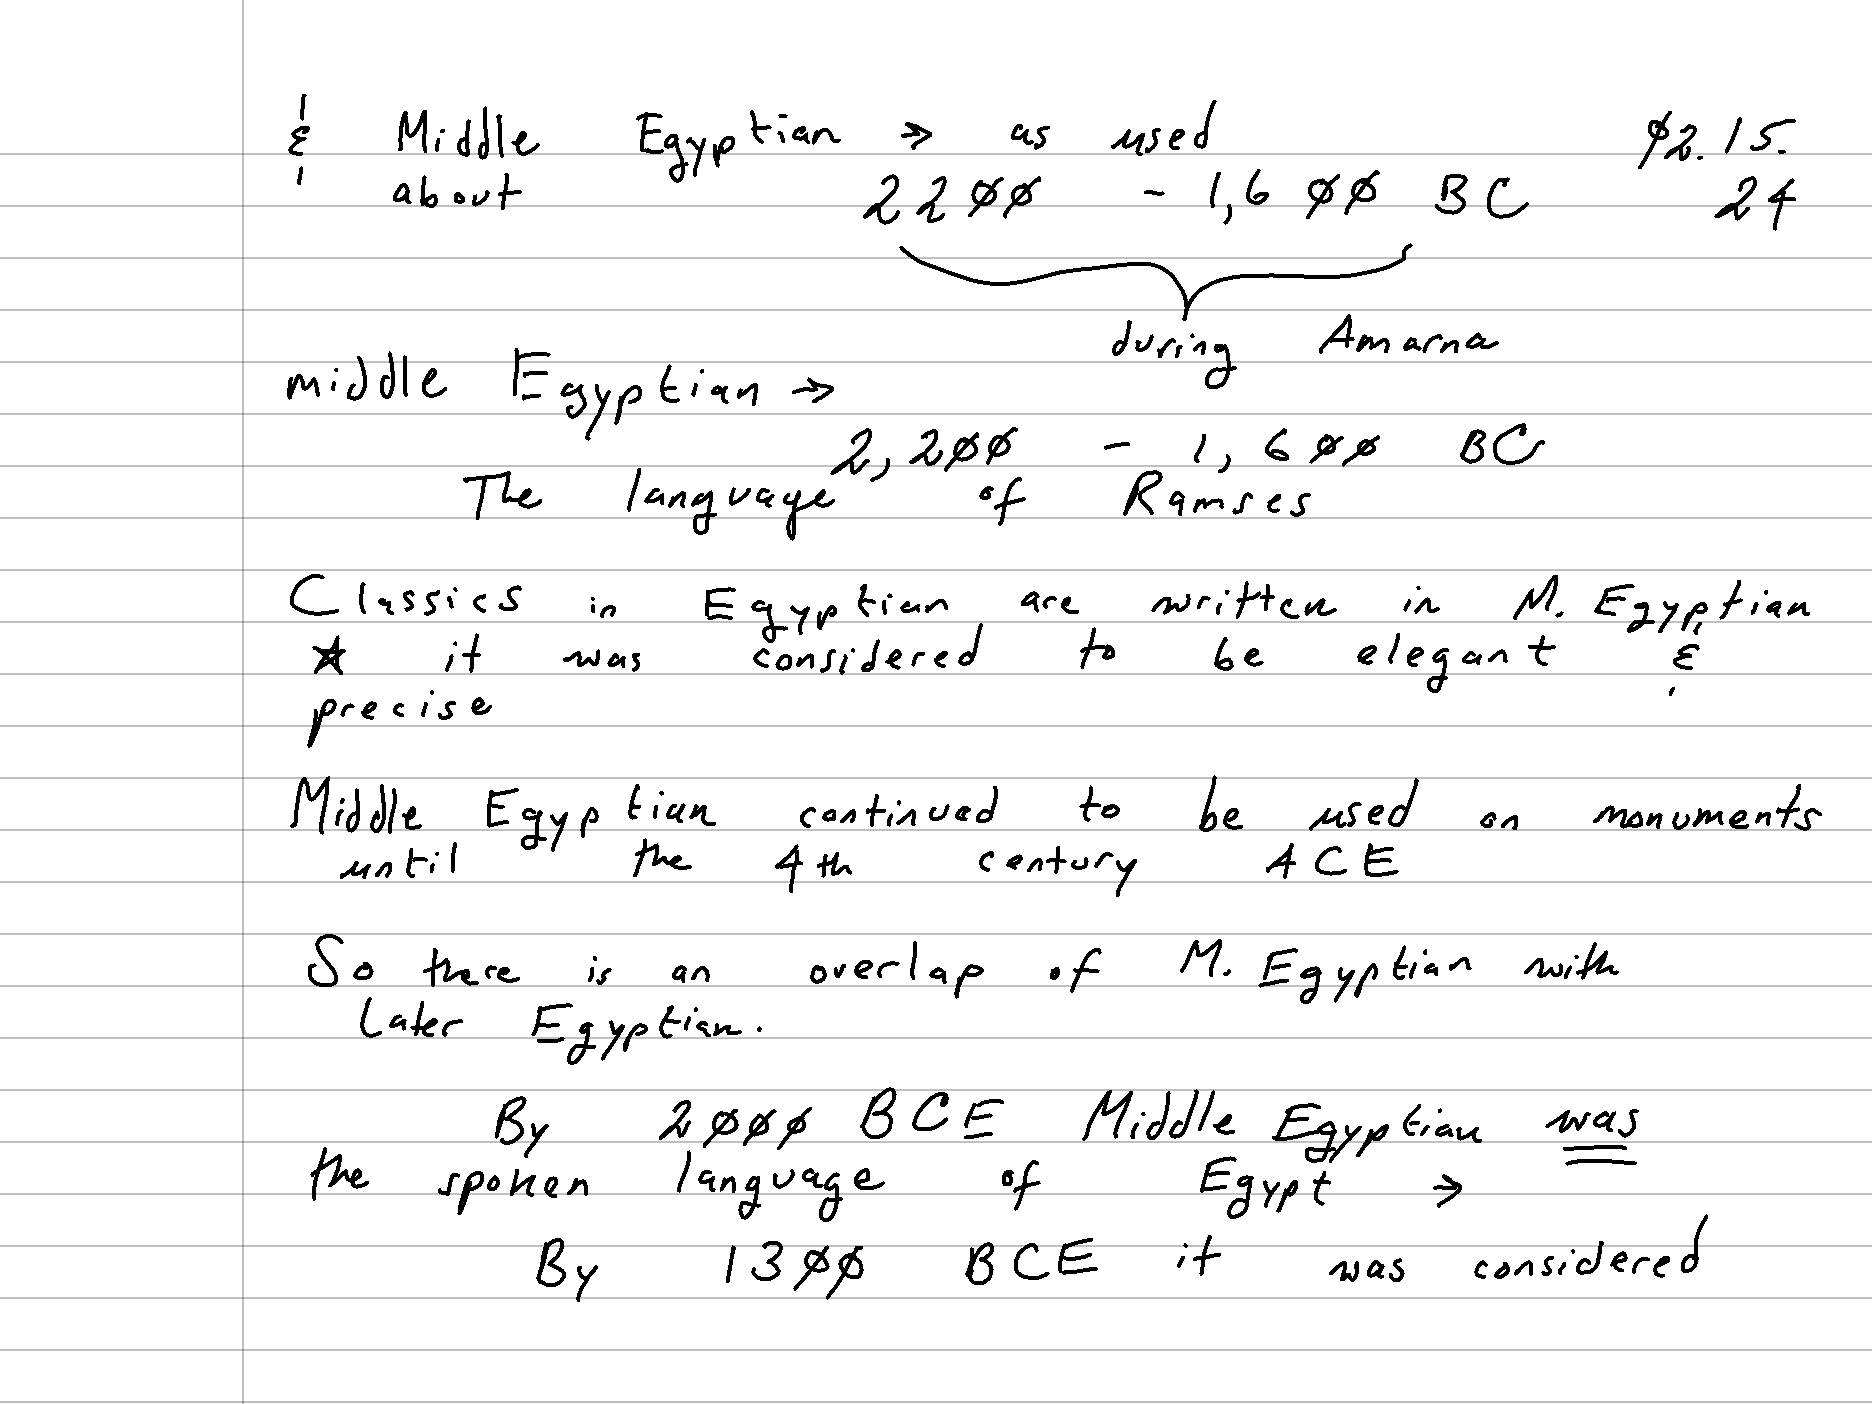 & Middle Egyptian → as used $2.15.
about 2200 - 1,600 BC 24
during Amarna
middle Egyptian →
2,200 - 1,600 BC
The language of Ramses
Classics in Egyptian are written in M. Egyptian
☆ it was considered to be elegant &
precise
Middle Egyptian continued to be used on monuments
until the 4th century ACE
So there is an overlap of M. Egyptian with
Later Egyptian.
By 2000 BCE Middle Egyptian was
the spoken language of Egypt →
By 1300 BCE it was considered